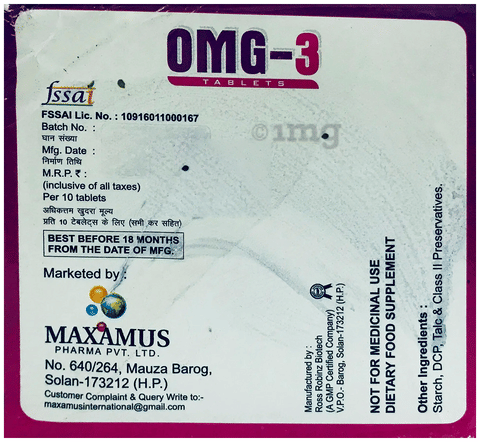 OMG-3
TABLETS
fssai
FSSAI Lic. No. : 10916011000167
Batch No. :
घान संख्या
Mfg. Date :
निर्माण तिथि
M.R.P. ₹ :
(inclusive of all taxes)
Per 10 tablets
अधिकतम खुदरा मूल्य
प्रति 10 टेबलेट्स के लिए (सभी कर सहित)
BEST BEFORE 18 MONTHS
FROM THE DATE OF MFG.
Marketed by :
MAXAMUS
PHARMA PVT. LTD.
No. 640/264, Mauza Barog,
Solan-173212 (H.P.)
Customer Complaint & Query Write to:-
maxamusinternational@gmail.com
©1mg
Manufactured by :
Ross Robinz Biotech
(A GMP Certified Company)
V.P.O.- Barog, Solan-173212 (H.P.)
NOT FOR MEDICINAL USE
DIETARY FOOD SUPPLEMENT
Other Ingredients :
Starch, DCP, Talc & Class II Preservatives.